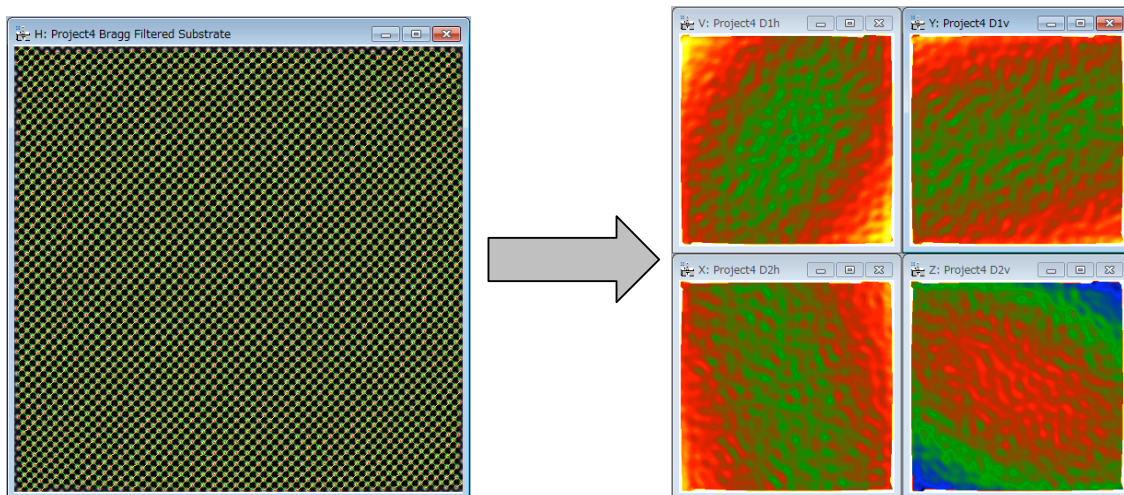 H: Project4 Bragg Filtered Substrate
V: Project4 D1h
Y: Project4 D1v
X: Project4 D2h
Z: Project4 D2v